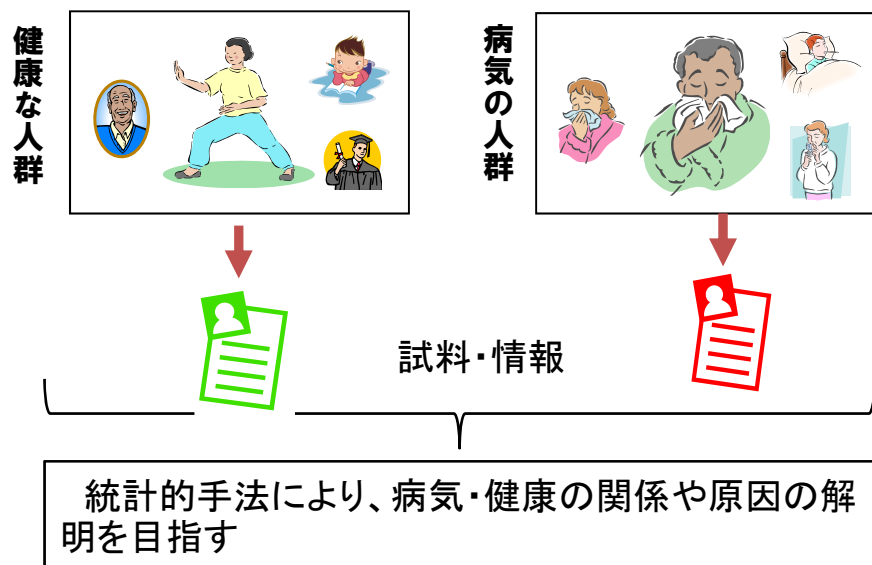 健康な人群
病気の人群
試料・情報
統計的手法により、病気・健康の関係や原因の解
明を目指す